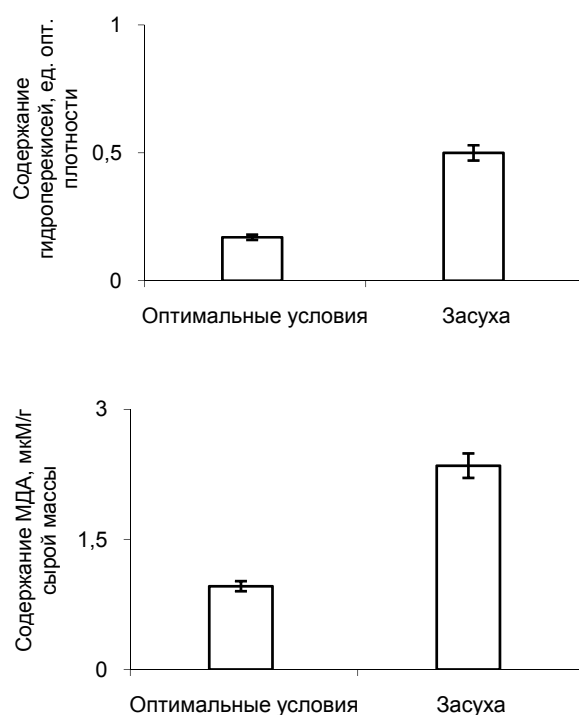 Содержание
гидроперекисей, ед. опт.
плотности
1
0,5
0
Оптимальные условия
Засуха
Содержание МДА, мкМ/г
сырой массы
3
1,5
0
Оптимальные условия
Засуха